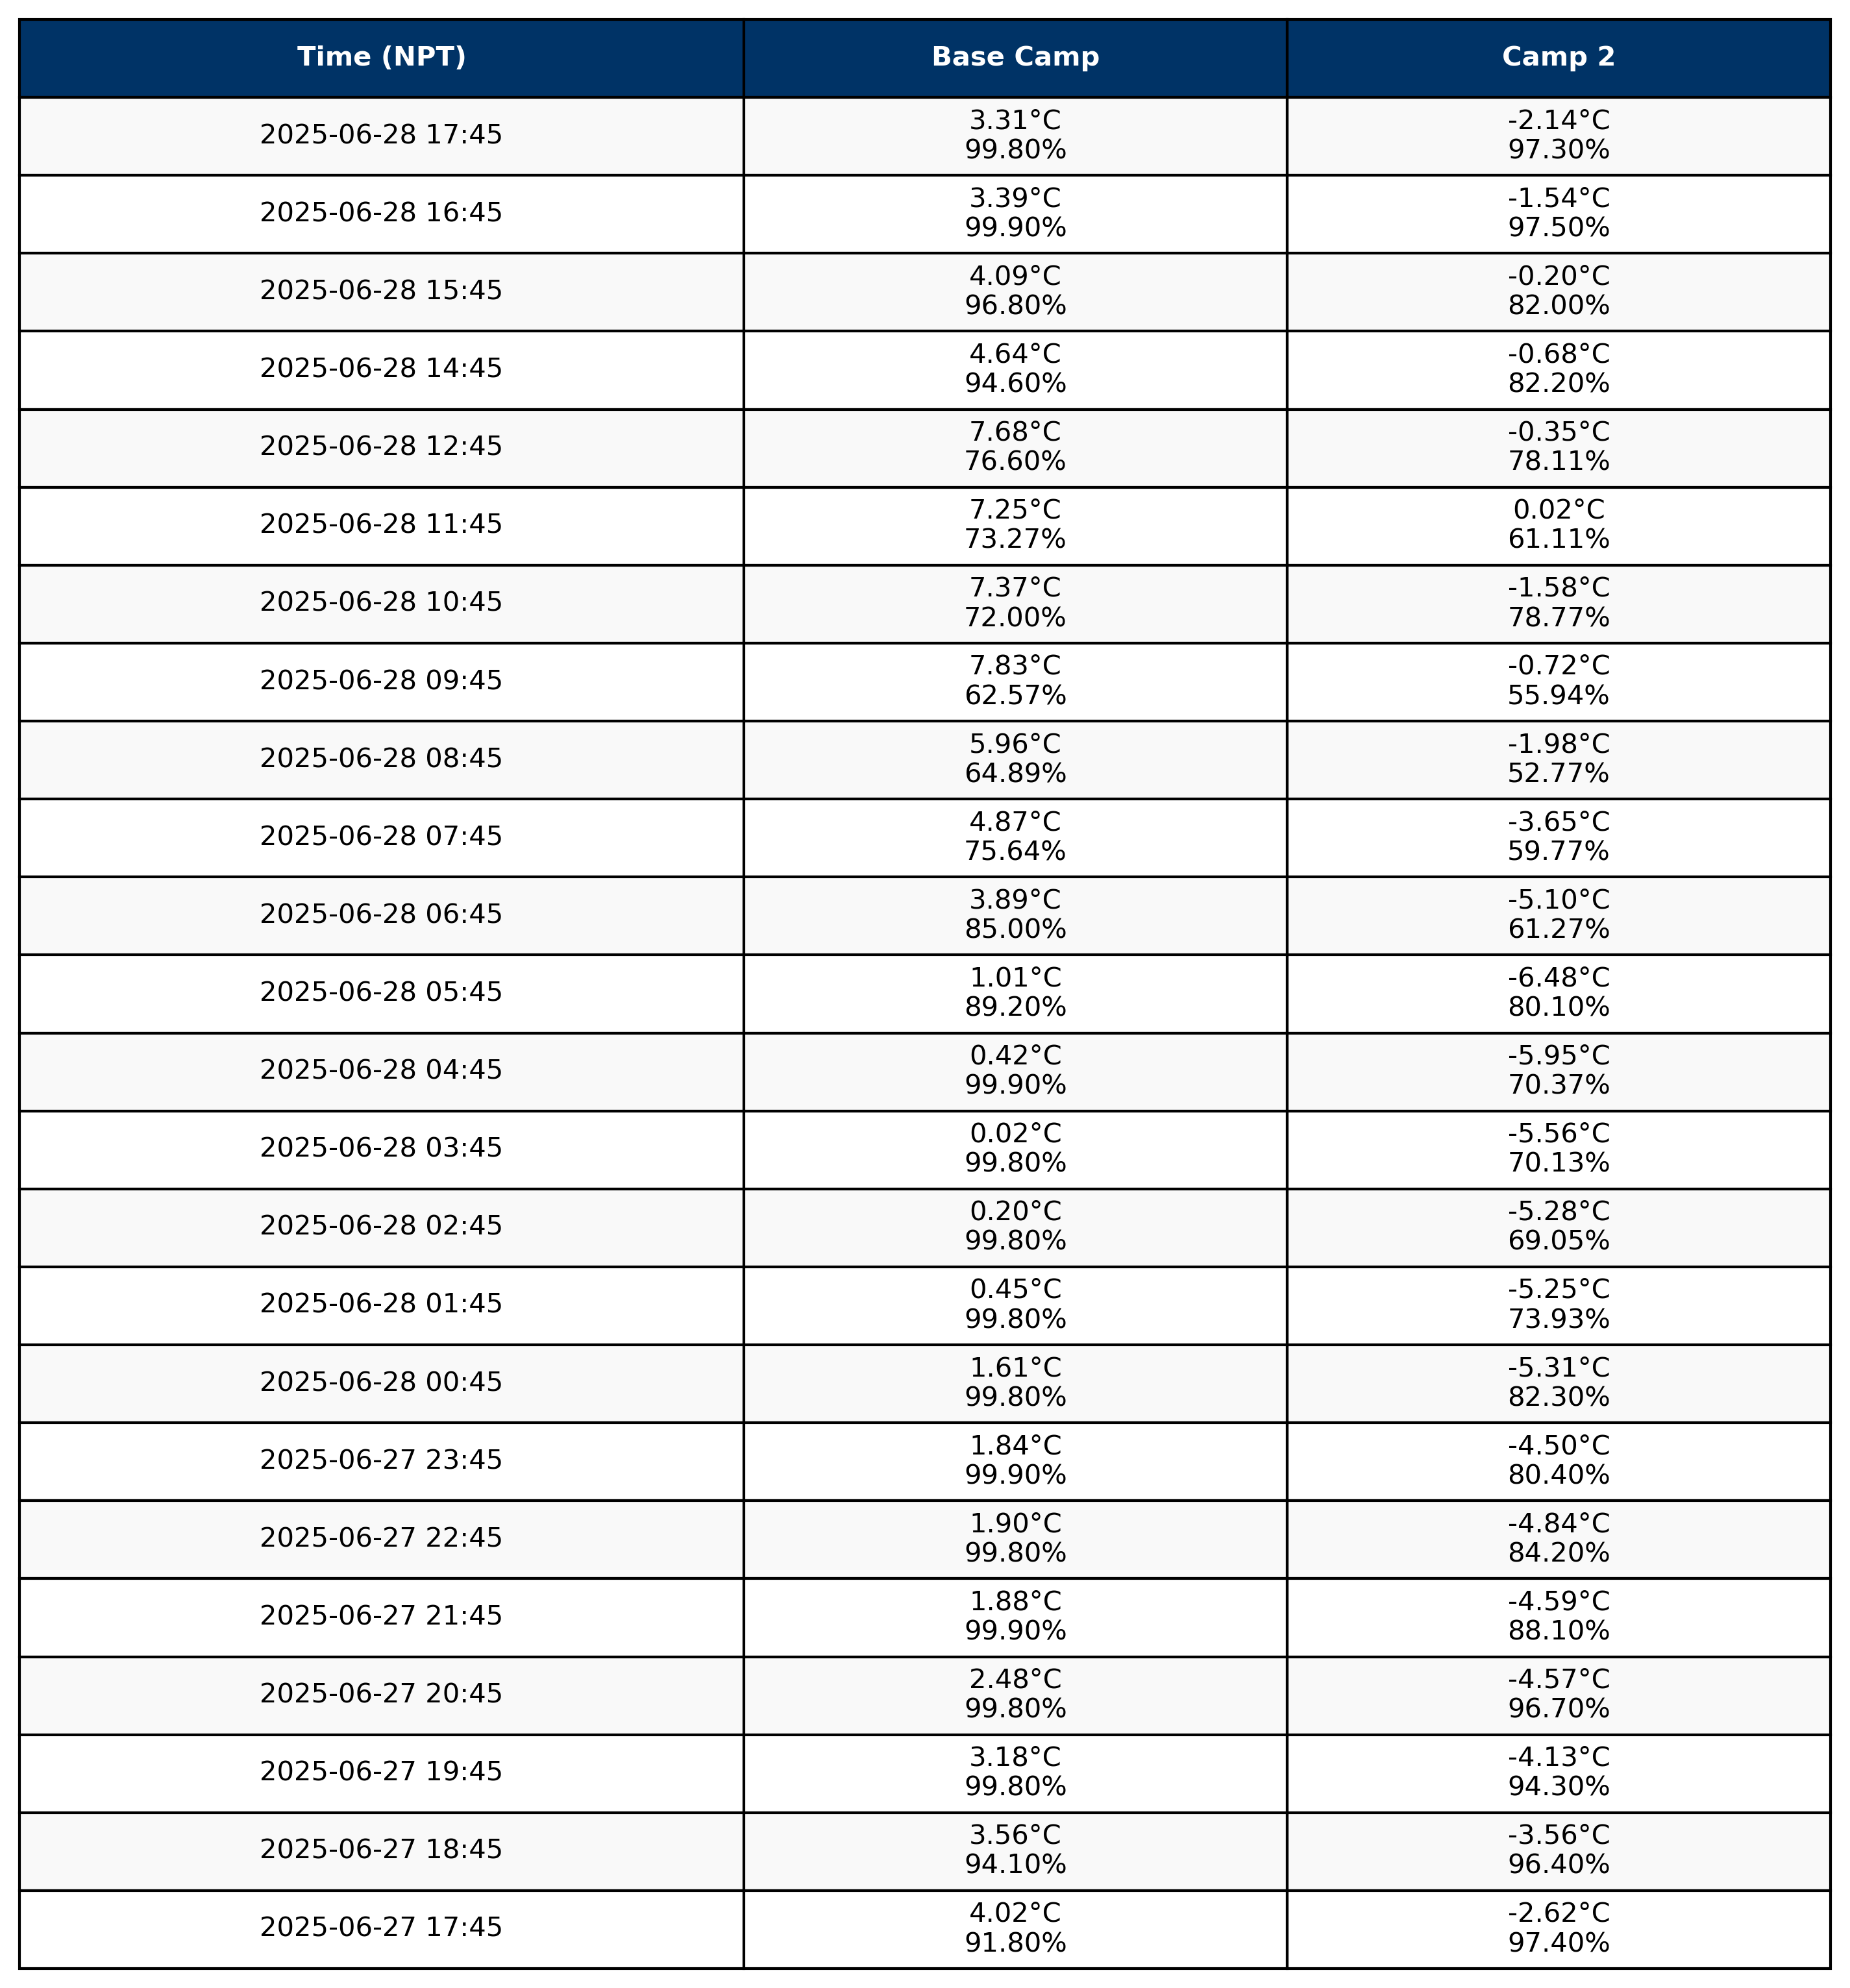 Time (NPT) Base Camp Camp 2
2025-06-28 17:45 3.31°C -2.14°C
99.80% 97.30%
2025-06-28 16:45 3.39°C -1.54°C
99.90% 97.50%
2025-06-28 15:45 4.09°C -0.20°C
96.80% 82.00%
2025-06-28 14:45 4.64°C -0.68°C
94.60% 82.20%
2025-06-28 12:45 7.68°C -0.35°C
76.60% 78.11%
2025-06-28 11:45 7.25°C 0.02°C
73.27% 61.11%
2025-06-28 10:45 7.37°C -1.58°C
72.00% 78.77%
2025-06-28 09:45 7.83°C -0.72°C
62.57% 55.94%
2025-06-28 08:45 5.96°C -1.98°C
64.89% 52.77%
2025-06-28 07:45 4.87°C -3.65°C
75.64% 59.77%
2025-06-28 06:45 3.89°C -5.10°C
85.00% 61.27%
2025-06-28 05:45 1.01°C -6.48°C
89.20% 80.10%
2025-06-28 04:45 0.42°C -5.95°C
99.90% 70.37%
2025-06-28 03:45 0.02°C -5.56°C
99.80% 70.13%
2025-06-28 02:45 0.20°C -5.28°C
99.80% 69.05%
2025-06-28 01:45 0.45°C -5.25°C
99.80% 73.93%
2025-06-28 00:45 1.61°C -5.31°C
99.80% 82.30%
2025-06-27 23:45 1.84°C -4.50°C
99.90% 80.40%
2025-06-27 22:45 1.90°C -4.84°C
99.80% 84.20%
2025-06-27 21:45 1.88°C -4.59°C
99.90% 88.10%
2025-06-27 20:45 2.48°C -4.57°C
99.80% 96.70%
2025-06-27 19:45 3.18°C -4.13°C
99.80% 94.30%
2025-06-27 18:45 3.56°C -3.56°C
94.10% 96.40%
2025-06-27 17:45 4.02°C -2.62°C
91.80% 97.40%